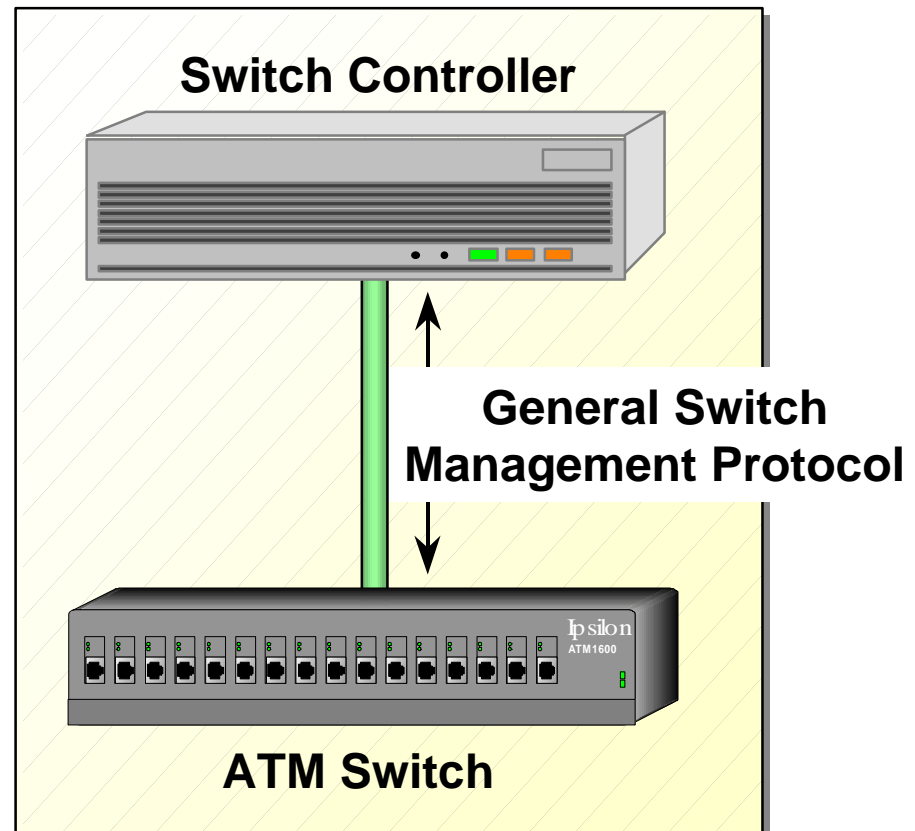 Switch Controller
General Switch
Management Protocol
Ipsilon
ATM1600
ATM Switch